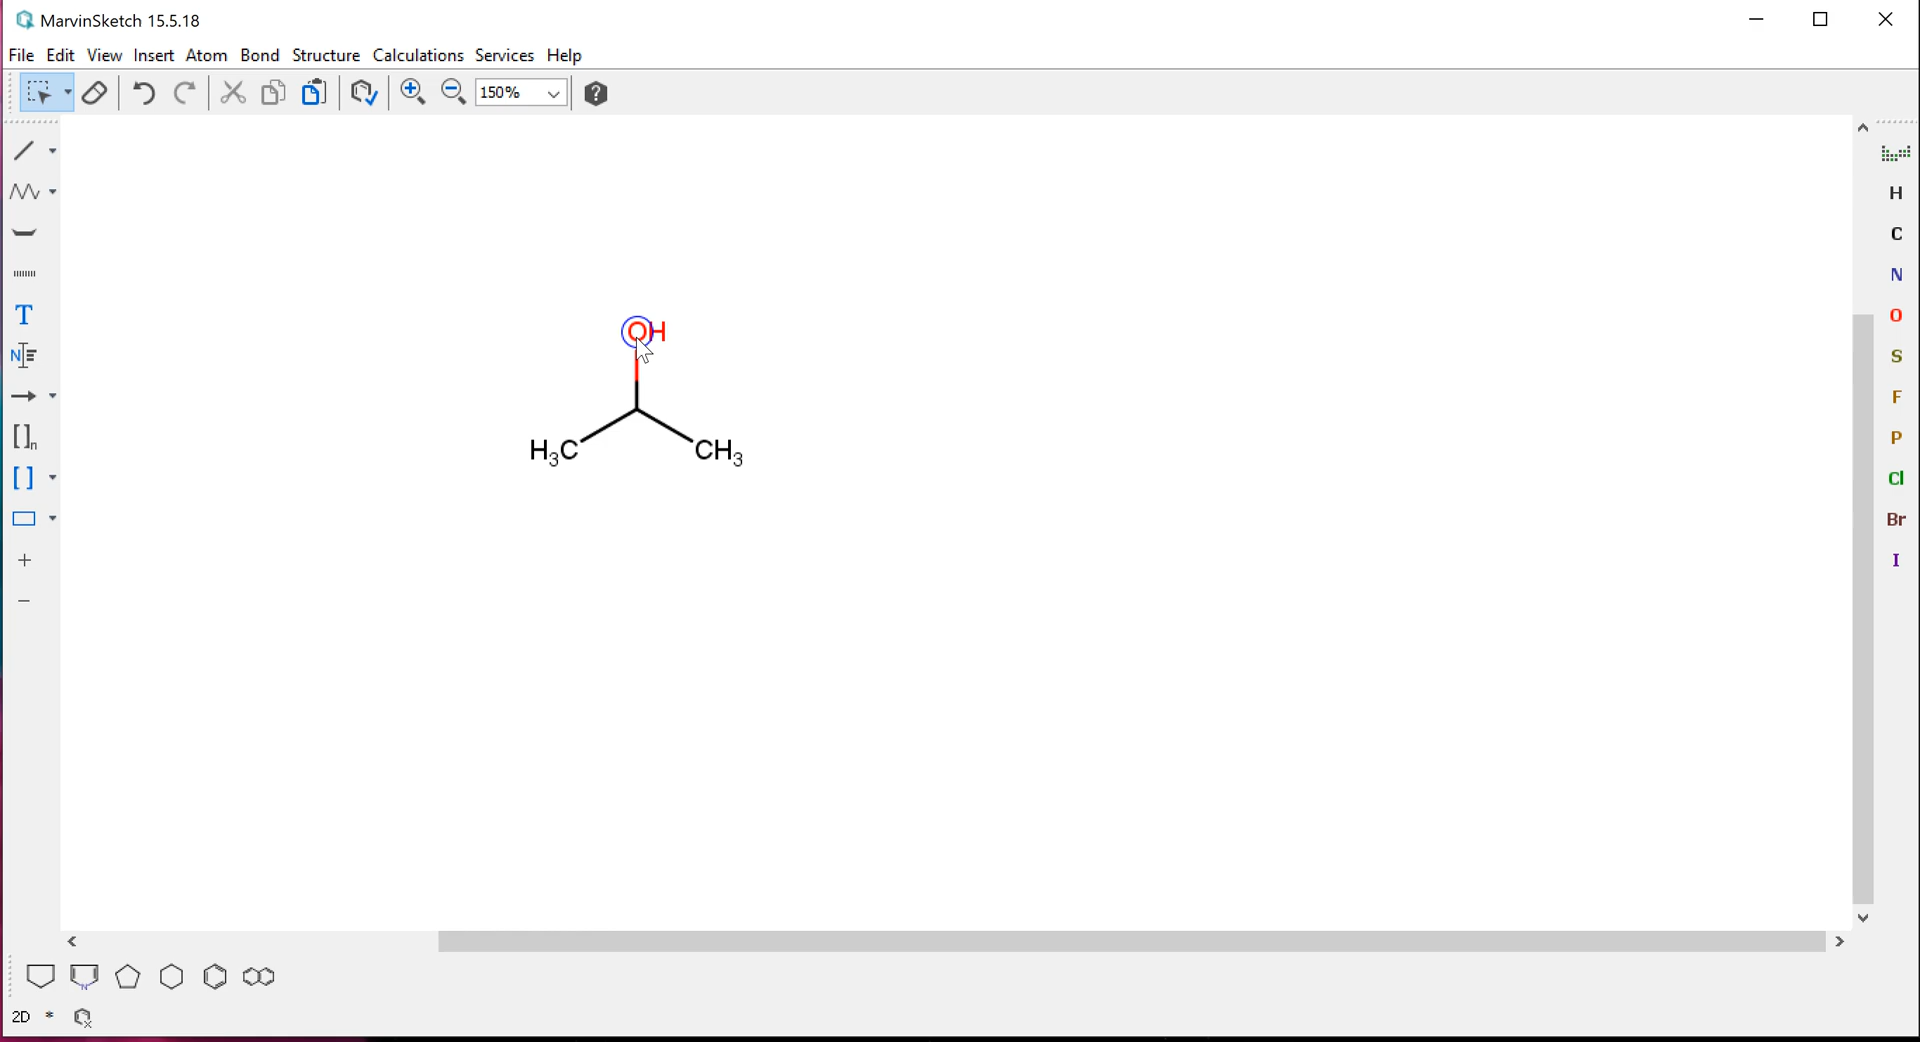 MarvinSketch 15.5.18
File Edit View Insert Atom Bond Structure Calculations Services Help
150%
H
C
N
O
S
F
P
Cl
Br
I
T
N
[ ]n
[ ]
OH
H3C
CH3
N
2D *